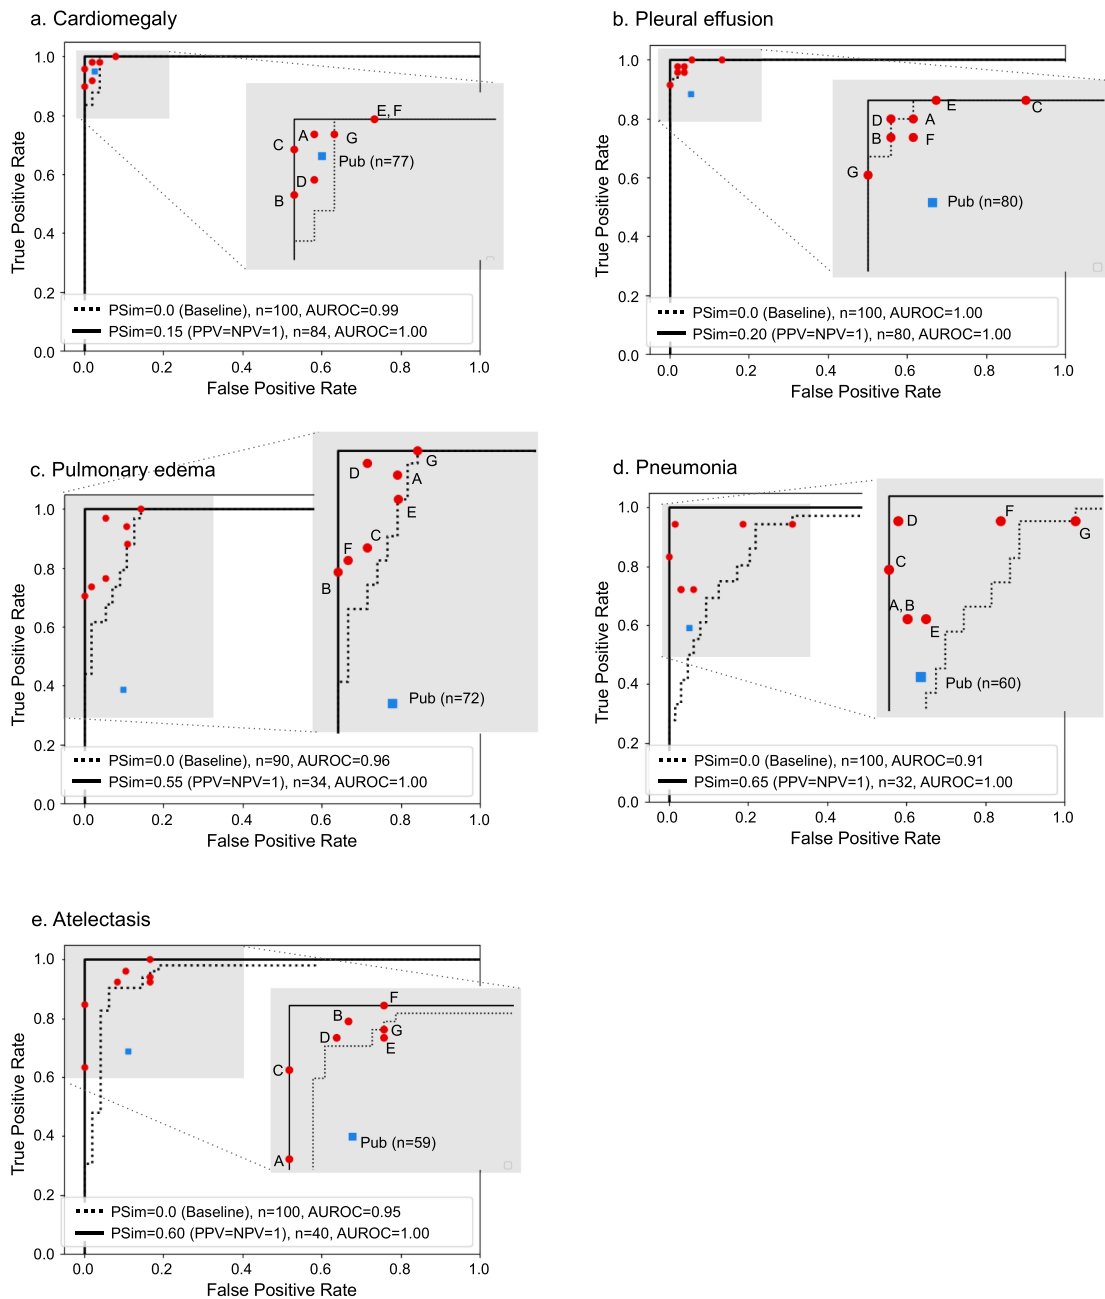 a. Cardiomegaly
True Positive Rate
1.0
0.8
0.6
0.4
0.2
0.0
E, F
A
G
C
Pub (n=77)
D
B
PSim=0.0 (Baseline), n=100, AUROC=0.99
PSim=0.15 (PPV=NPV=1), n=84, AUROC=1.00
0.0 0.2 0.4 0.6 0.8 1.0
False Positive Rate
b. Pleural effusion
True Positive Rate
1.0
0.8
0.6
0.4
0.2
0.0
E
C
D
A
B
F
G
Pub (n=80)
PSim=0.0 (Baseline), n=100, AUROC=1.00
PSim=0.20 (PPV=NPV=1), n=80, AUROC=1.00
0.0 0.2 0.4 0.6 0.8 1.0
False Positive Rate
c. Pulmonary edema
True Positive Rate
1.0
0.8
0.6
0.4
0.2
0.0
G
D
A
E
C
F
B
Pub (n=72)
PSim=0.0 (Baseline), n=90, AUROC=0.96
PSim=0.55 (PPV=NPV=1), n=34, AUROC=1.00
0.0 0.2 0.4 0.6 0.8 1.0
False Positive Rate
d. Pneumonia
True Positive Rate
1.0
0.8
0.6
0.4
0.2
0.0
D
F
G
C
A, B
E
Pub (n=60)
PSim=0.0 (Baseline), n=100, AUROC=0.91
PSim=0.65 (PPV=NPV=1), n=32, AUROC=1.00
0.0 0.2 0.4 0.6 0.8 1.0
False Positive Rate
e. Atelectasis
True Positive Rate
1.0
0.8
0.6
0.4
0.2
0.0
F
B
G
D
E
C
Pub (n=59)
A
PSim=0.0 (Baseline), n=100, AUROC=0.95
PSim=0.60 (PPV=NPV=1), n=40, AUROC=1.00
0.0 0.2 0.4 0.6 0.8 1.0
False Positive Rate